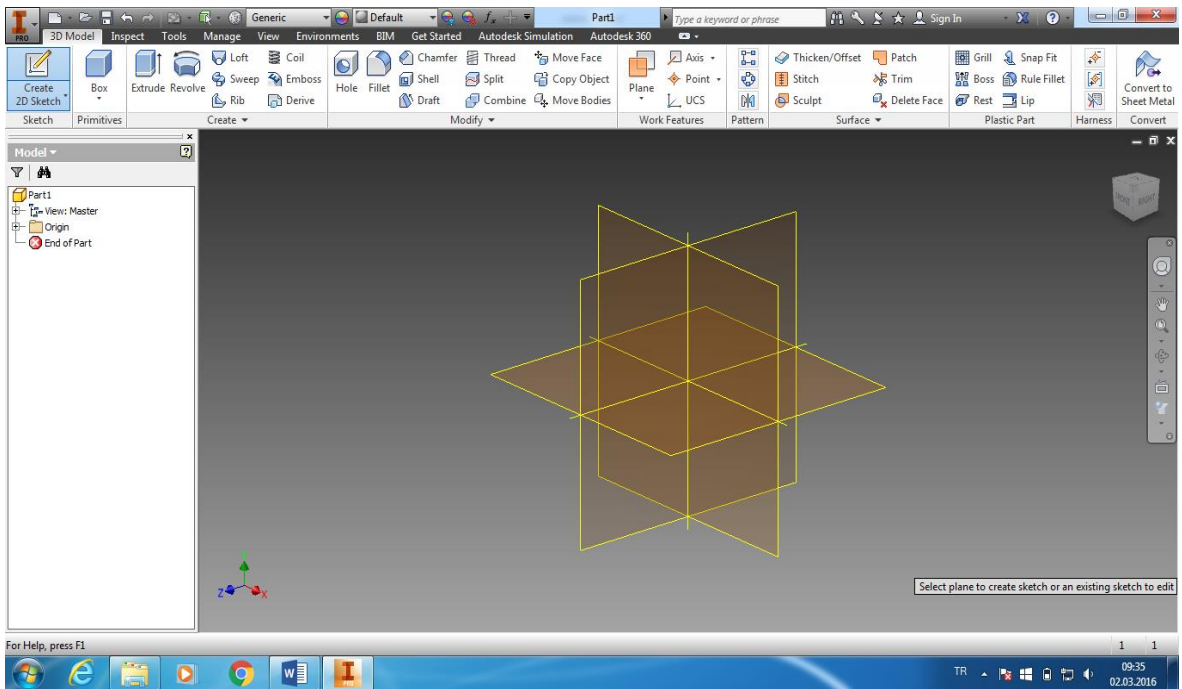 PRO
Generic
Default
Part1
Type a keyword or phrase
Sign In
3D Model Inspect Tools Manage View Environments BIM Get Started Autodesk Simulation Autodesk 360
Create
2D Sketch
Box
Extrude
Revolve
Loft
Sweep
Rib
Coil
Emboss
Derive
Hole
Fillet
Chamfer
Shell
Draft
Thread
Split
Combine
Move Face
Copy Object
Move Bodies
Plane
Axis
Point
UCS
Thicken/Offset
Stitch
Sculpt
Patch
Trim
Delete Face
Grill
Boss
Rest
Snap Fit
Rule Fillet
Lip
Convert to
Sheet Metal
Sketch
Primitives
Create
Modify
Work Features
Pattern
Surface
Plastic Part
Harness
Convert
Model
Part1
View: Master
Origin
End of Part
FRONT
RIGHT
Y
Z
X
Select plane to create sketch or an existing sketch to edit
For Help, press F1
1 1
TR
09:35
02.03.2016